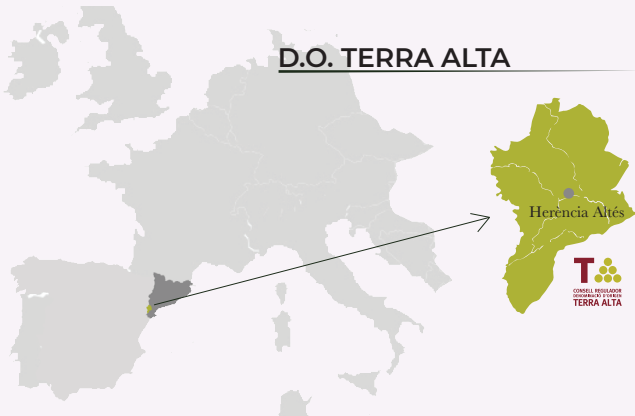 D.O. TERRA ALTA
Herència Altés
CONSELL REGULADOR
DENOMINACIÓ D'ORIGEN
TERRA ALTA